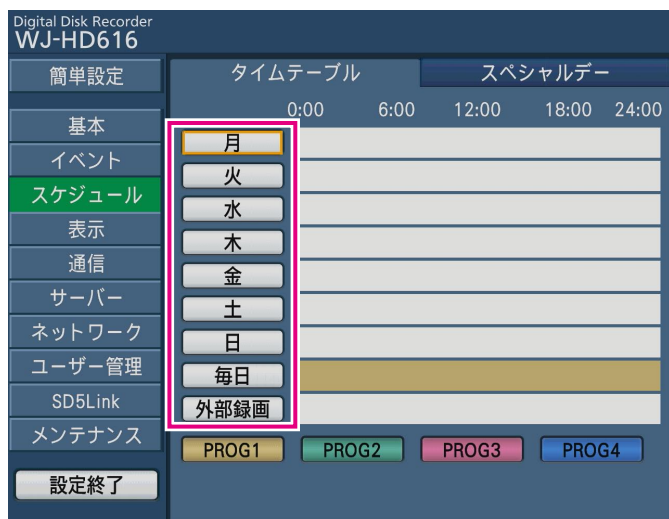 Digital Disk Recorder
WJ-HD616
簡単設定
基本
イベント
スケジュール
表示
通信
サーバー
ネットワーク
ユーザー管理
SD5Link
メンテナンス
設定終了
タイムテーブル スペシャルデー
0:00 6:00 12:00 18:00 24:00
月
火
水
木
金
土
日
毎日
外部録画
PROG1 PROG2 PROG3 PROG4